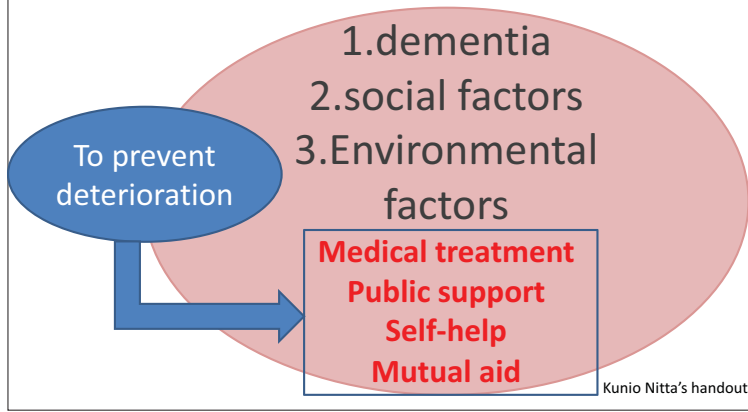 1.dementia
2.social factors
3.Environmental
factors
To prevent
deterioration
Medical treatment
Public support
Self-help
Mutual aid
Kunio Nitta's handout